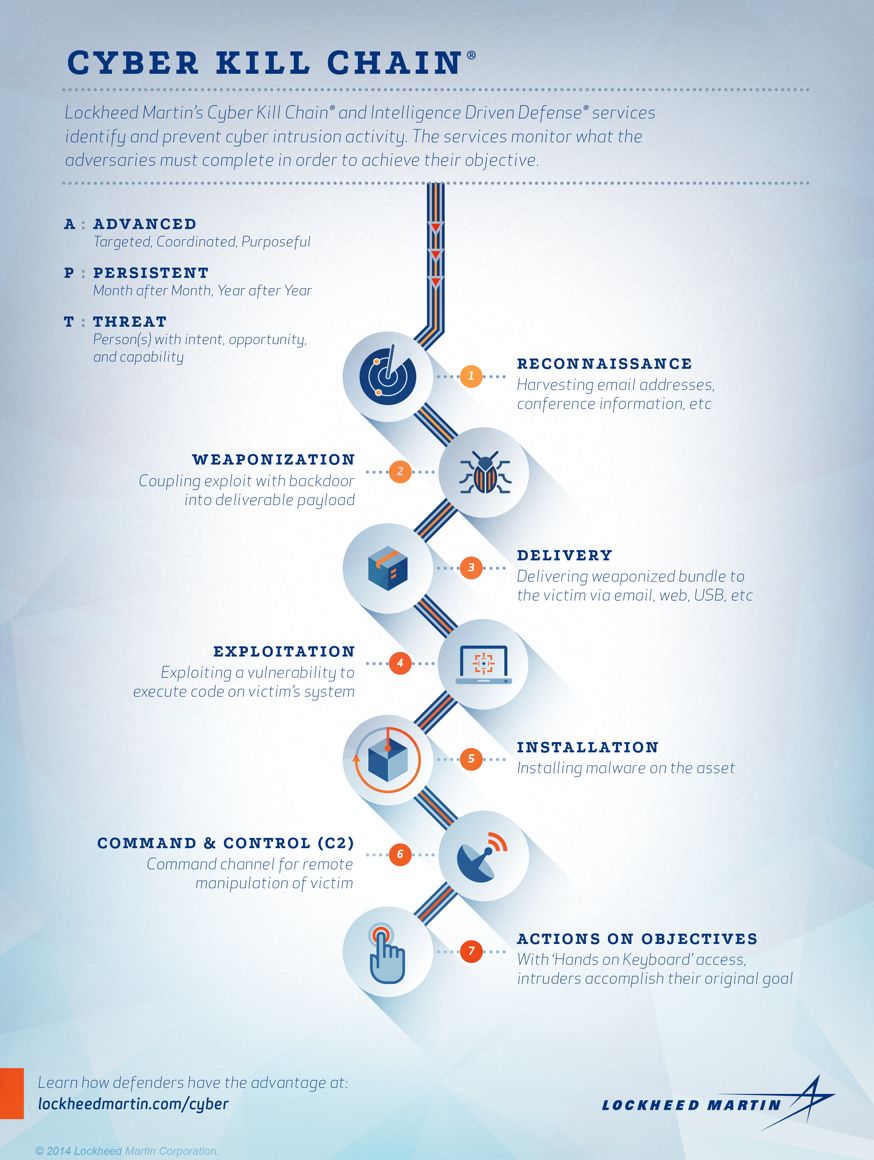 CYBER KILL CHAIN®
Lockheed Martin's Cyber Kill Chain® and Intelligence Driven Defense® services
identify and prevent cyber intrusion activity. The services monitor what the
adversaries must complete in order to achieve their objective.
A : ADVANCED
Targeted, Coordinated, Purposeful
P : PERSISTENT
Month after Month, Year after Year
T : THREAT
Person(s) with intent, opportunity,
and capability
1
RECONNAISSANCE
Harvesting email addresses,
conference information, etc
WEAPONIZATION
Coupling exploit with backdoor
into deliverable payload
2
3
DELIVERY
Delivering weaponized bundle to
the victim via email, web, USB, etc
EXPLOITATION
Exploiting a vulnerability to
execute code on victim's system
4
5
INSTALLATION
Installing malware on the asset
COMMAND & CONTROL (C2)
Command channel for remote
manipulation of victim
6
7
ACTIONS ON OBJECTIVES
With 'Hands on Keyboard' access,
intruders accomplish their original goal
Learn how defenders have the advantage at:
lockheedmartin.com/cyber
LOCKHEED MARTIN
© 2014 Lockheed Martin Corporation.